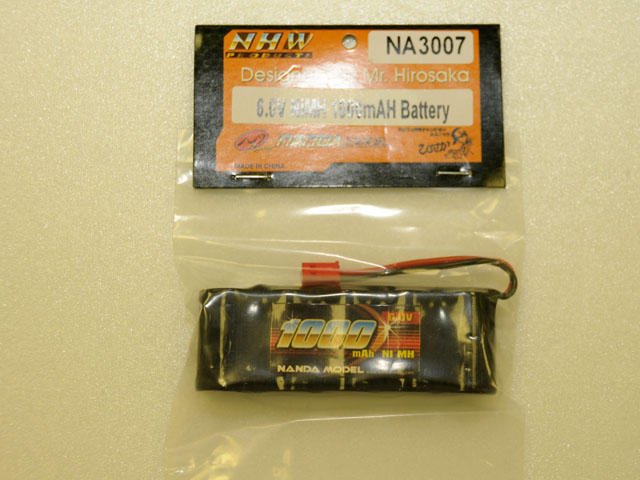 NHW
PRODUCTS
NA3007
Designed by Mr. Hirosaka
6.0V NiMH 1000mAH Battery
MADE IN CHINA
1000
6.0V
mAh NI MH
NANDA MODEL